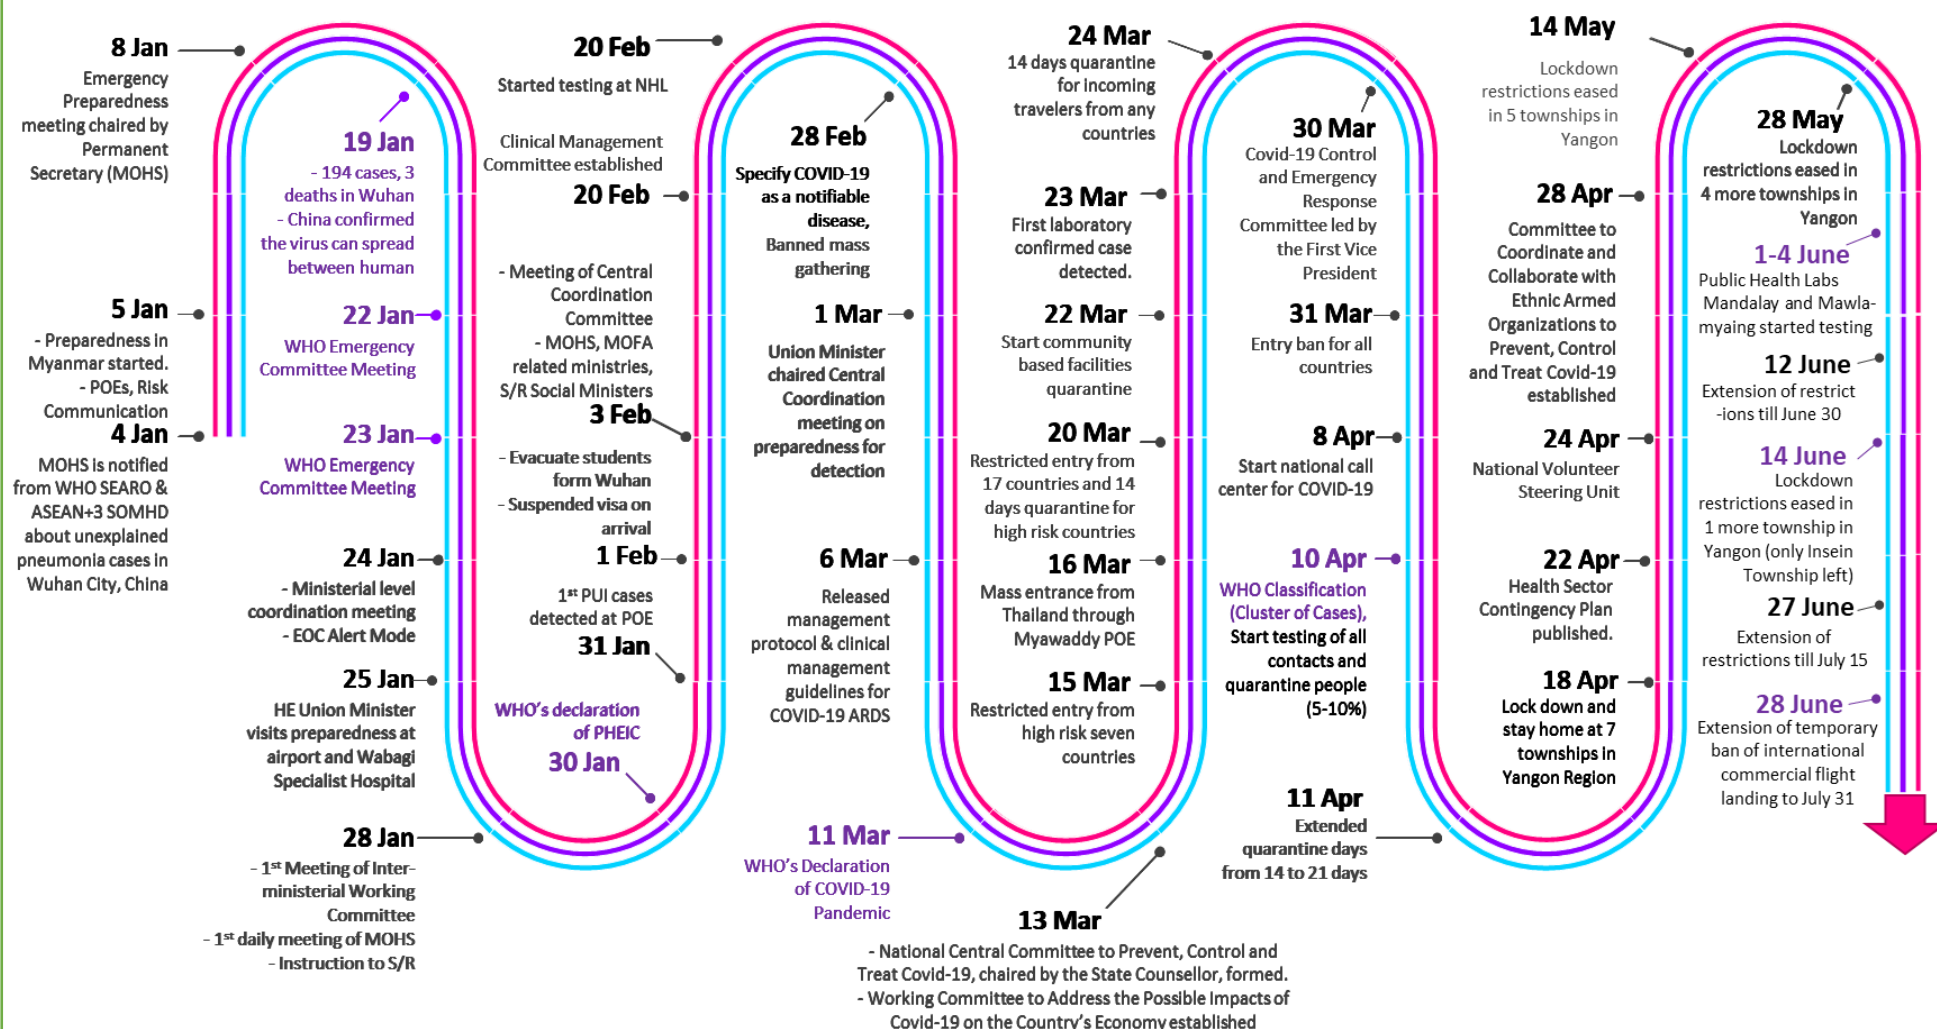 8 Jan
Emergency
Preparedness
meeting chaired by
Permanent
Secretary (MOHS)
5 Jan
- Preparedness in
Myanmar started.
- POEs, Risk
Communication
4 Jan
MOHS is notified
from WHO SEARO &
ASEAN+3 SOMHD
about unexplained
pneumonia cases in
Wuhan City, China
19 Jan
- 194 cases, 3
deaths in Wuhan
- China confirmed
the virus can spread
between human
22 Jan
WHO Emergency
Committee Meeting
23 Jan
WHO Emergency
Committee Meeting
24 Jan
- Ministerial level
coordination meeting
- EOC Alert Mode
25 Jan
HE Union Minister
visits preparedness at
airport and Wabagi
Specialist Hospital
28 Jan
- 1st Meeting of Inter-
ministerial Working
Committee
- 1st daily meeting of MOHS
- Instruction to S/R
20 Feb
Started testing at NHL
Clinical Management
Committee established
20 Feb
- Meeting of Central
Coordination
Committee
- MOHS, MOFA
related ministries,
S/R Social Ministers
3 Feb
- Evacuate students
form Wuhan
- Suspended visa on
arrival
1 Feb
1st PUI cases
detected at POE
31 Jan
WHO's declaration
of PHEIC
30 Jan
28 Feb
Specify COVID-19
as a notifiable
disease,
Banned mass
gathering
1 Mar
Union Minister
chaired Central
Coordination
meeting on
preparedness for
detection
6 Mar
Released
management
protocol & clinical
management
guidelines for
COVID-19 ARDS
11 Mar
WHO's Declaration
of COVID-19
Pandemic
13 Mar
- National Central Committee to Prevent, Control and
Treat Covid-19, chaired by the State Counsellor, formed.
- Working Committee to Address the Possible Impacts of
Covid-19 on the Country's Economy established
24 Mar
14 days quarantine
for incoming
travelers from any
countries
23 Mar
First laboratory
confirmed case
detected.
22 Mar
Start community
based facilities
quarantine
20 Mar
Restricted entry from
17 countries and 14
days quarantine for
high risk countries
16 Mar
Mass entrance from
Thailand through
Myawaddy POE
15 Mar
Restricted entry from
high risk seven
countries
30 Mar
Covid-19 Control
and Emergency
Response
Committee led by
the First Vice
President
31 Mar
Entry ban for all
countries
8 Apr
Start national call
center for COVID-19
10 Apr
WHO Classification
(Cluster of Cases),
Start testing of all
contacts and
quarantine people
(5-10%)
11 Apr
Extended
quarantine days
from 14 to 21 days
14 May
Lockdown
restrictions eased
in 5 townships in
Yangon
28 Apr
Committee to
Coordinate and
Collaborate with
Ethnic Armed
Organizations to
Prevent, Control
and Treat Covid-19
established
24 Apr
National Volunteer
Steering Unit
22 Apr
Health Sector
Contingency Plan
published.
18 Apr
Lock down and
stay home at 7
townships in
Yangon Region
28 May
Lockdown
restrictions eased in
4 more townships in
Yangon
1-4 June
Public Health Labs
Mandalay and Mawla-
myaing started testing
12 June
Extension of restrict
-ions till June 30
14 June
Lockdown
restrictions eased in
1 more township in
Yangon (only Insein
Township left)
27 June
Extension of
restrictions till July 15
28 June
Extension of temporary
ban of international
commercial flight
landing to July 31